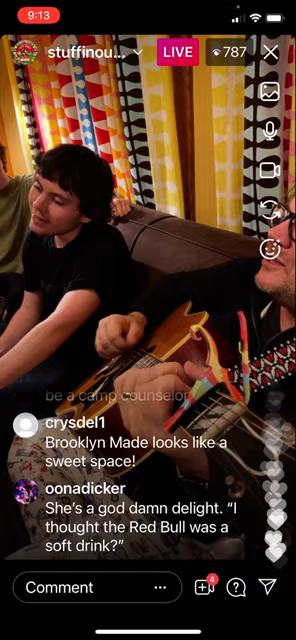 9:13
stuffinou...
LIVE
787
be a camp counselor
crysdel1
Brooklyn Made looks like a
sweet space!
oonadicker
She's a god damn delight. “I
thought the Red Bull was a
soft drink?”
Comment
4